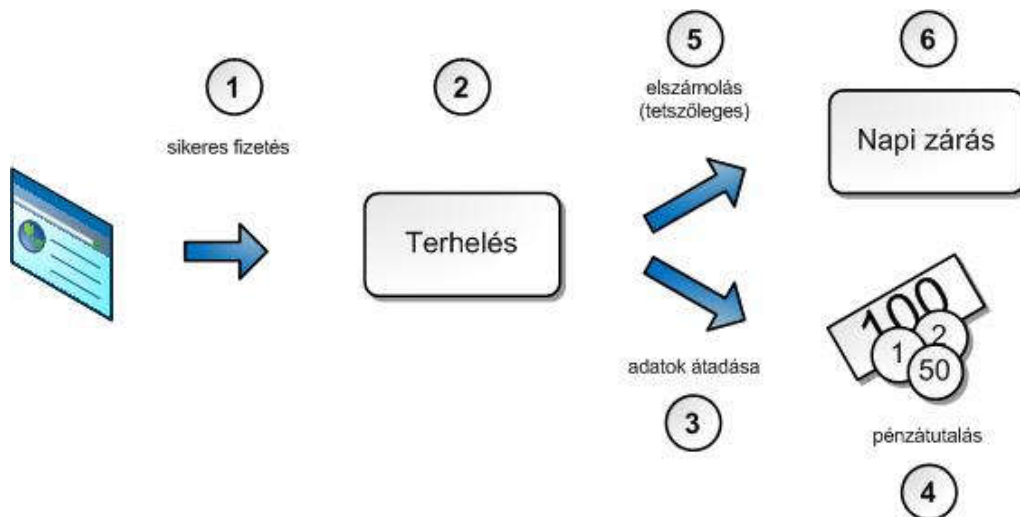 1
sikeres fizetés
2
Terhelés
5
elszámolás
(tetszőleges)
6
Napi zárás
adatok átadása
3
100
1
2
50
pénzátutalás
4